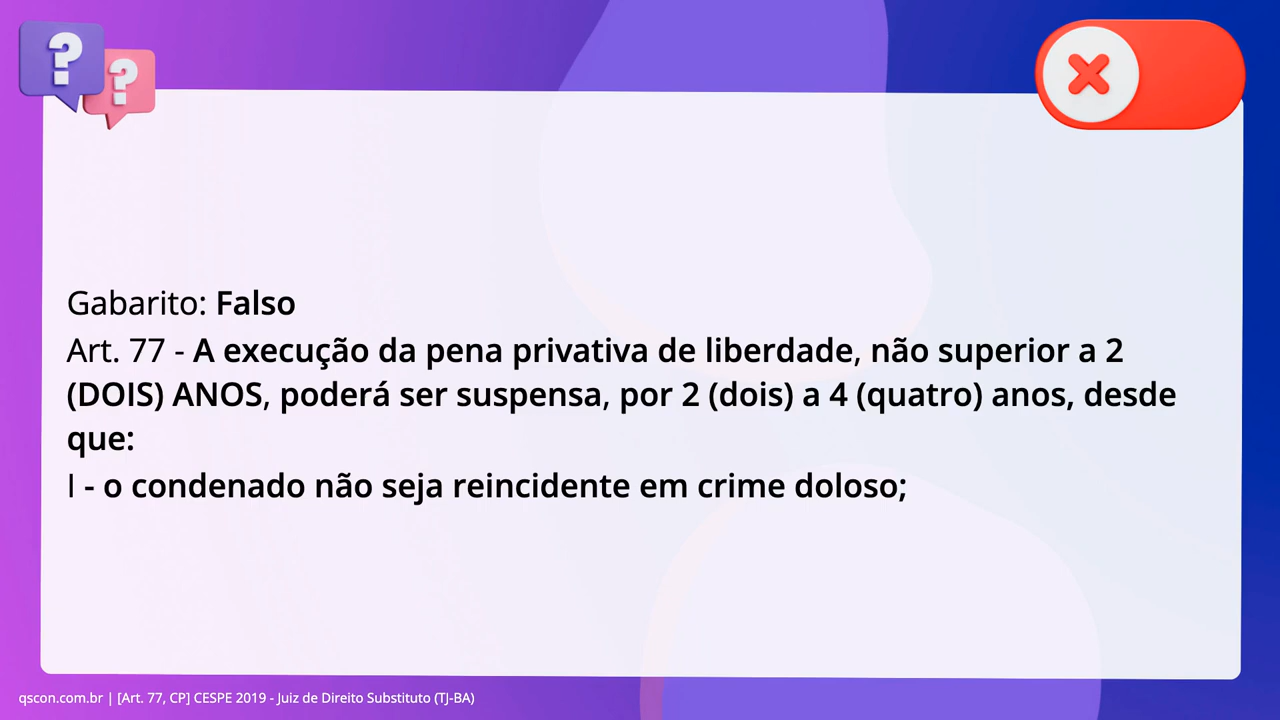 ? ?
Gabarito: Falso
Art. 77 - A execução da pena privativa de liberdade, não superior a 2
(DOIS) ANOS, poderá ser suspensa, por 2 (dois) a 4 (quatro) anos, desde
que:
I - o condenado não seja reincidente em crime doloso;
qscon.com.br | [Art. 77, CP] CESPE 2019 - Juiz de Direito Substituto (TJ-BA)